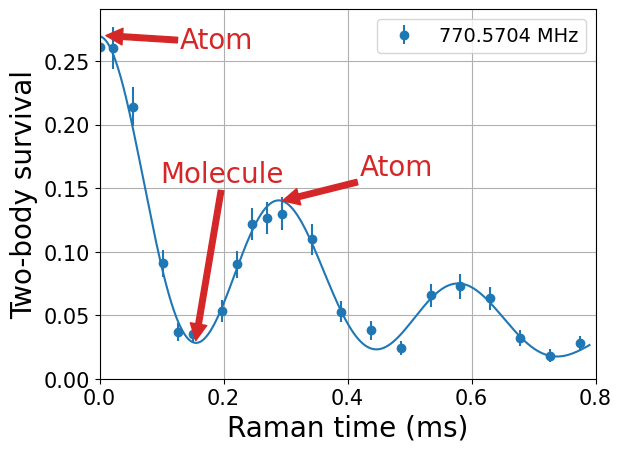 770.5704 MHz
Atom
Molecule
Atom
Two-body survival
0.25
0.20
0.15
0.10
0.05
0.00
0.0 0.2 0.4 0.6 0.8
Raman time (ms)